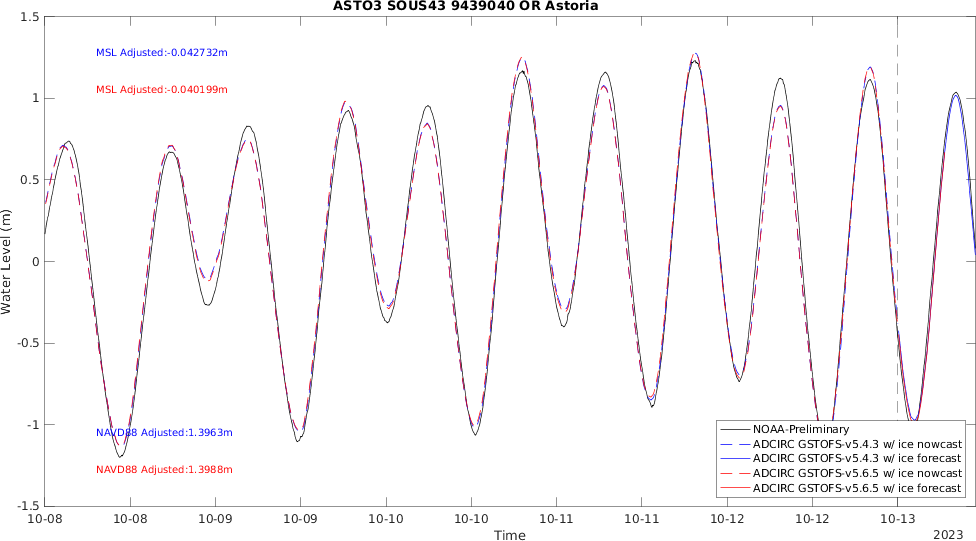 ASTO3 SOUS43 9439040 OR Astoria
1.5
1
0.5
0
-0.5
-1
-1.5
Water Level (m)
MSL Adjusted:-0.042732m
MSL Adjusted:-0.040199m
NAVD88 Adjusted:1.3963m
NAVD88 Adjusted:1.3988m
NOAA-Preliminary
ADCIRC GSTOFS-v5.4.3 w/ ice nowcast
ADCIRC GSTOFS-v5.4.3 w/ ice forecast
ADCIRC GSTOFS-v5.6.5 w/ ice nowcast
ADCIRC GSTOFS-v5.6.5 w/ ice forecast
10-08 10-08 10-09 10-09 10-10 10-10 10-11 10-11 10-12 10-12 10-13
Time
2023